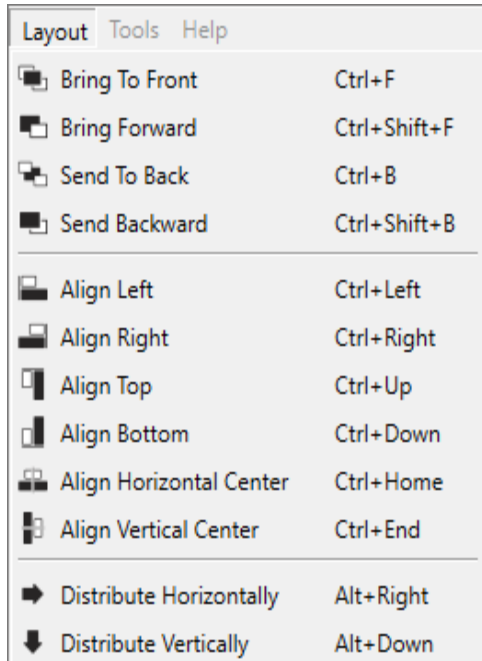 Layout Tools Help
Bring To Front Ctrl+F
Bring Forward Ctrl+Shift+F
Send To Back Ctrl+B
Send Backward Ctrl+Shift+B
Align Left Ctrl+Left
Align Right Ctrl+Right
Align Top Ctrl+Up
Align Bottom Ctrl+Down
Align Horizontal Center Ctrl+Home
Align Vertical Center Ctrl+End
Distribute Horizontally Alt+Right
Distribute Vertically Alt+Down